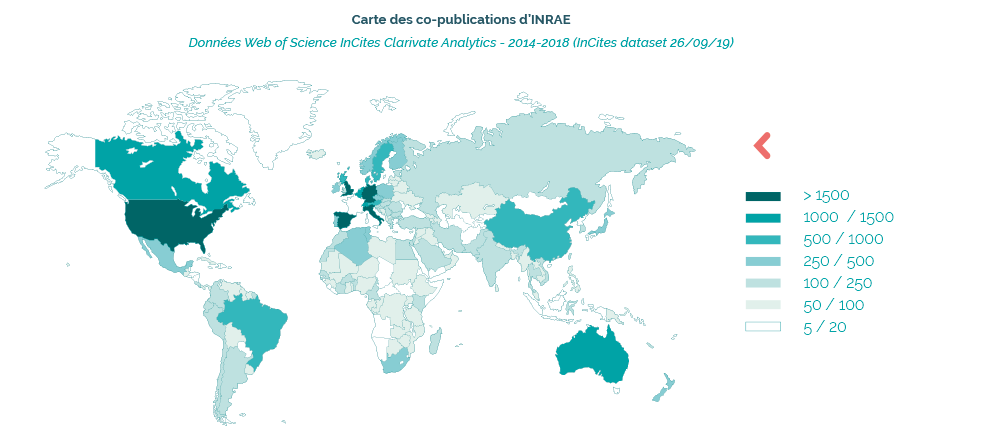 Carte des co-publications d'INRAE
Données Web of Science InCites Clarivate Analytics - 2014-2018 (InCites dataset 26/09/19)
> 1500
1000 / 1500
500 / 1000
250 / 500
100 / 250
50 / 100
5 / 20